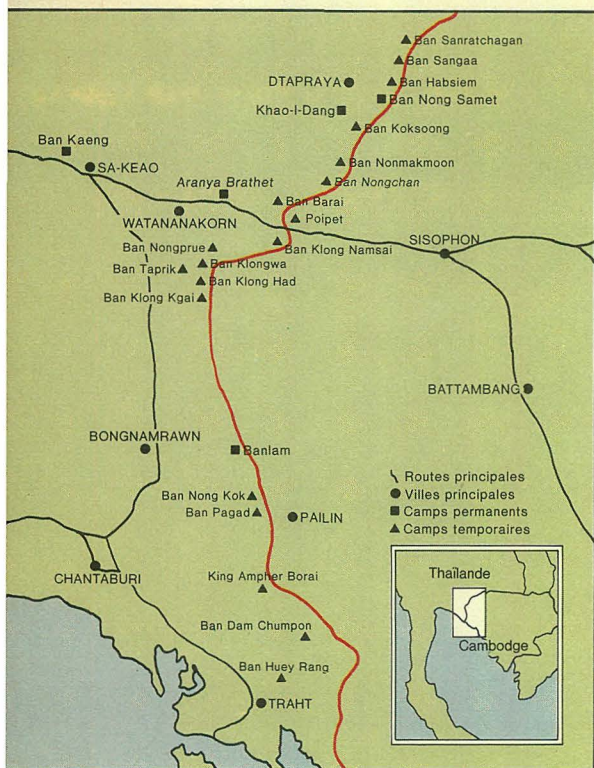 Ban Sanratchagan
Ban Sangaa
DTAPRAYA
Ban Habsiem
Ban Nong Samet
Khao-I-Dang
Ban Koksoong
Ban Kaeng
SA-KEAO
Ban Nonmakmoon
Aranya Brathet
Ban Nongchan
Ban Barai
WATANANAKORN
Poipet
Ban Nongprue
Ban Klong Namsai
SISOPHON
Ban Taprik
Ban Klongwa
Ban Klong Had
Ban Klong Kgai
BATTAMBANG
BONGNAMRAWN
Banlam
Routes principales
Villes principales
Camps permanents
Camps temporaires
Ban Nong Kok
Ban Pagad
PAILIN
CHANTABURI
King Ampher Borai
Ban Dam Chumpon
Ban Huey Rang
TRAHT
Thaïlande
Cambodge